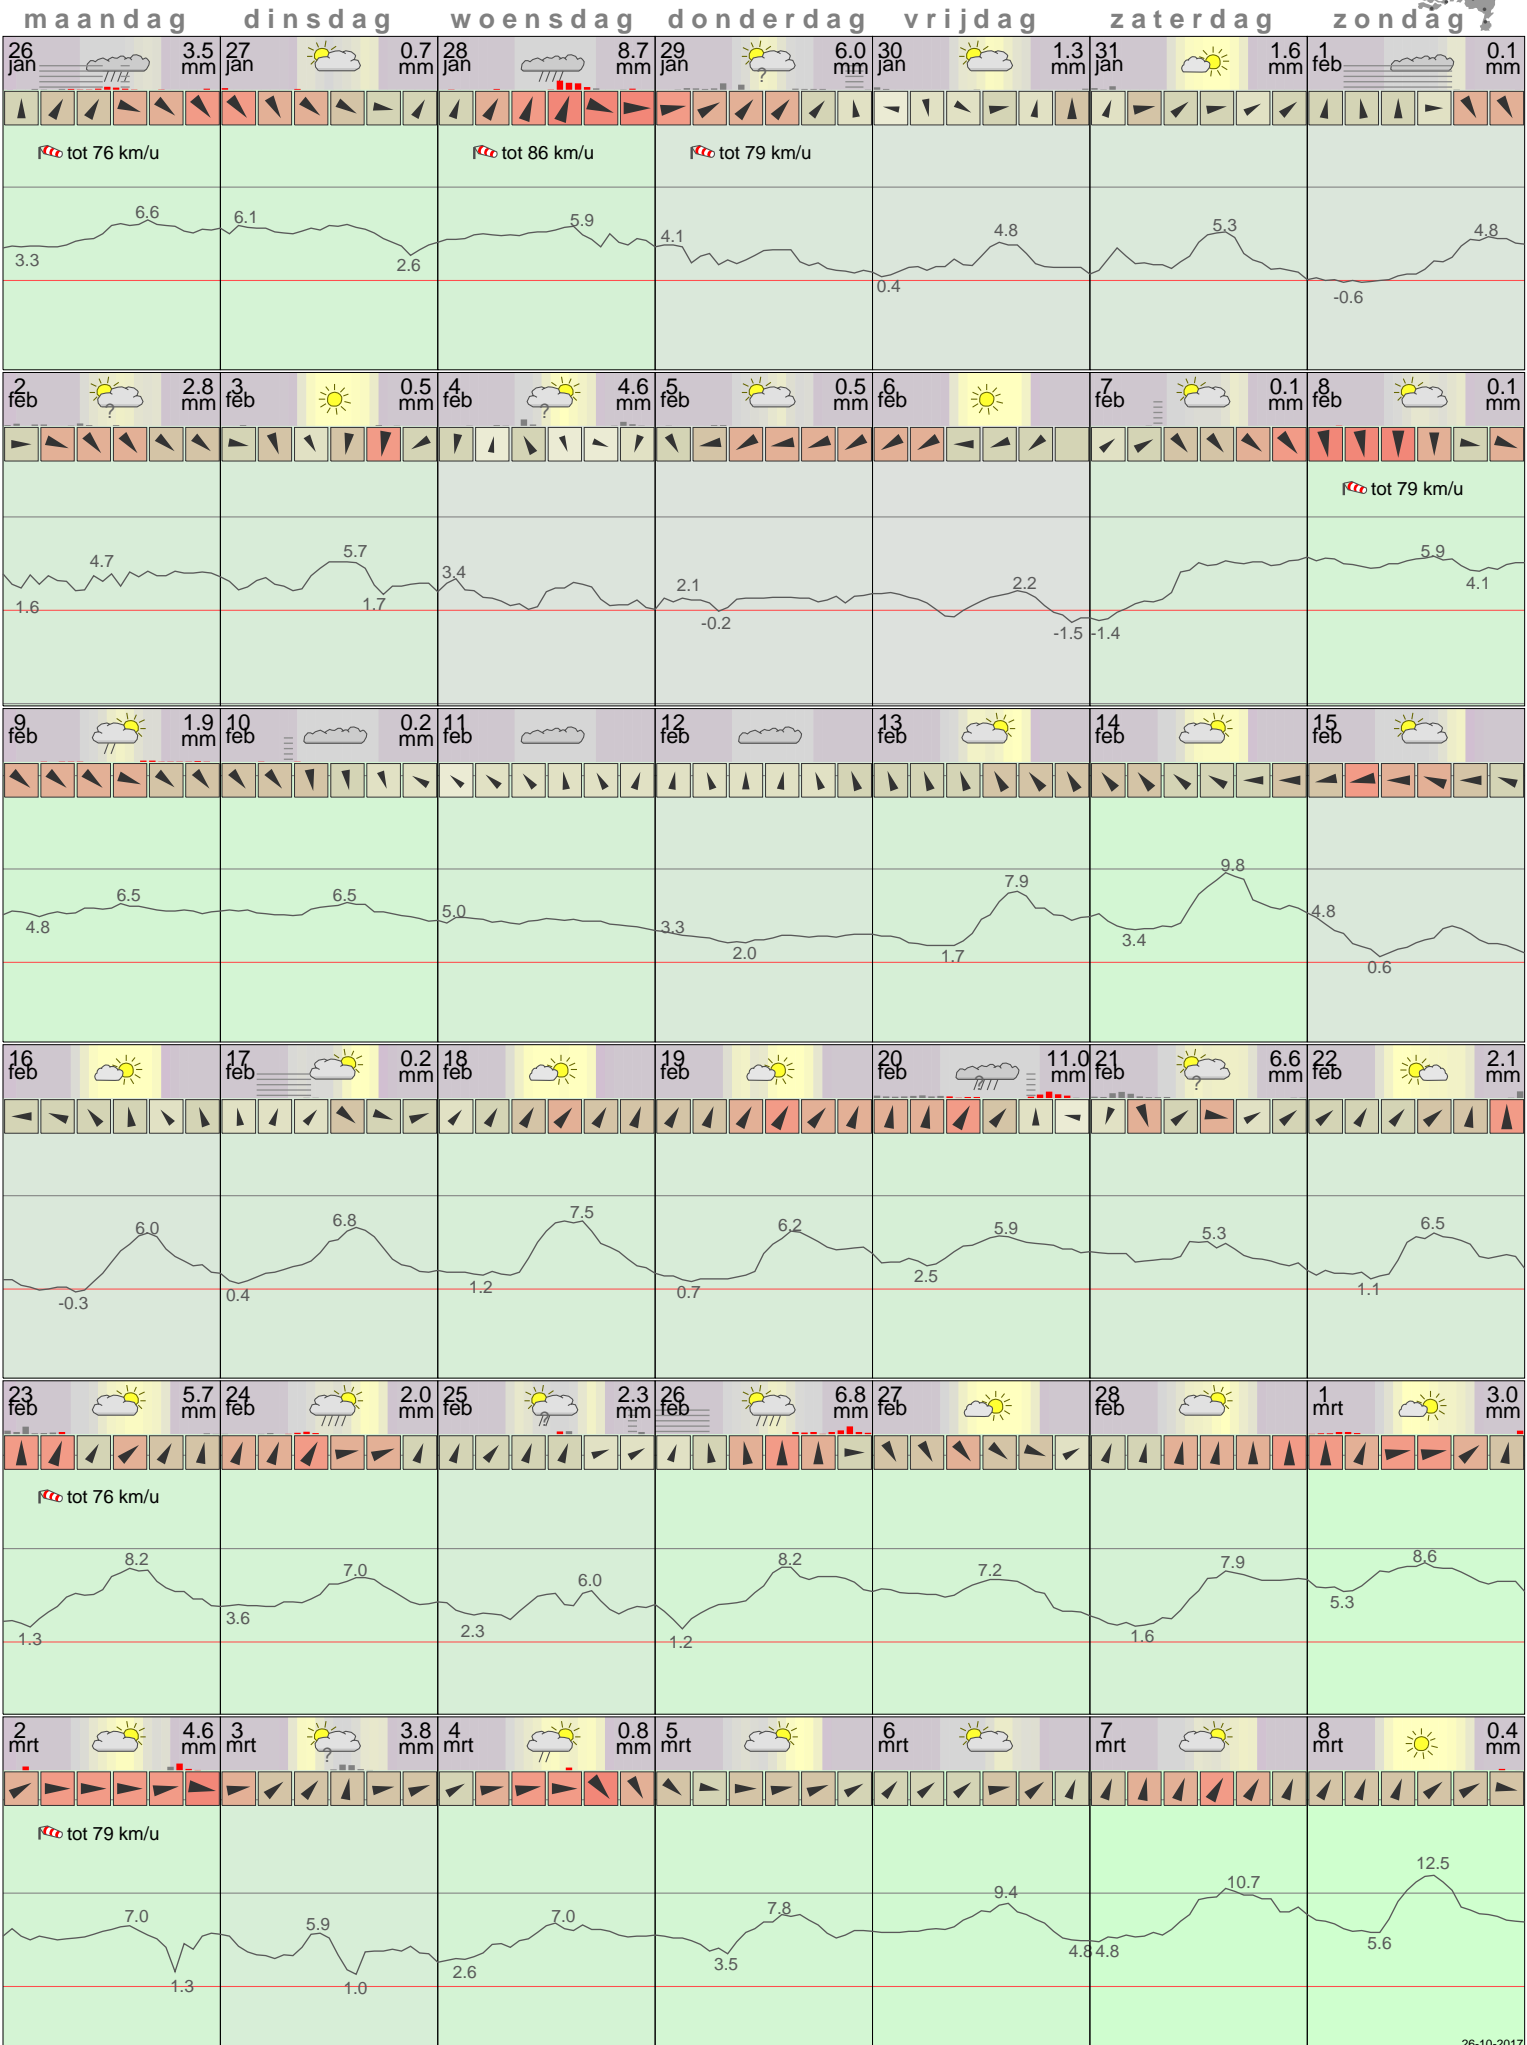 maandag dinsdag woensdag donderdag vrijdag zaterdag zondag
26 jan 3.5 mm 27 jan 0.7 mm 28 jan 8.7 mm 29 jan ? 6.0 mm 30 jan 1.3 mm 31 jan 1.6 mm 1 feb 0.1 mm
tot 76 km/u tot 86 km/u tot 79 km/u
3.3 6.6 6.1 2.6 5.9 4.1 0.4 4.8 5.3 -0.6 4.8
2 feb ? 2.8 mm 3 feb 0.5 mm 4 feb ? 4.6 mm 5 feb 0.5 mm 6 feb 7 feb 0.1 mm 8 feb 0.1 mm
tot 79 km/u
1.6 4.7 5.7 1.7 3.4 2.1 -0.2 2.2 -1.5 -1.4 5.9 4.1
9 feb 1.9 mm 10 feb 0.2 mm 11 feb 12 feb 13 feb 14 feb 15 feb
4.8 6.5 6.5 5.0 3.3 2.0 1.7 7.9 3.4 9.8 4.8 0.6
16 feb 17 feb 0.2 mm 18 feb 19 feb 20 feb ? 11.0 mm 21 feb ? 6.6 mm 22 feb 2.1 mm
-0.3 6.0 0.4 6.8 1.2 7.5 0.7 6.2 2.5 5.9 5.3 1.1 6.5
23 feb 5.7 mm 24 feb 2.0 mm 25 feb ? 2.3 mm 26 feb 6.8 mm 27 feb 28 feb 1 mrt 3.0 mm
tot 76 km/u
1.3 8.2 3.6 7.0 2.3 6.0 1.2 8.2 7.2 1.6 7.9 5.3 8.6
2 mrt 4.6 mm 3 mrt ? 3.8 mm 4 mrt 0.8 mm 5 mrt 6 mrt 7 mrt 8 mrt 0.4 mm
tot 79 km/u
7.0 1.3 5.9 1.0 2.6 7.0 3.5 7.8 9.4 4.8 4.8 10.7 5.6 12.5
26-10-2017